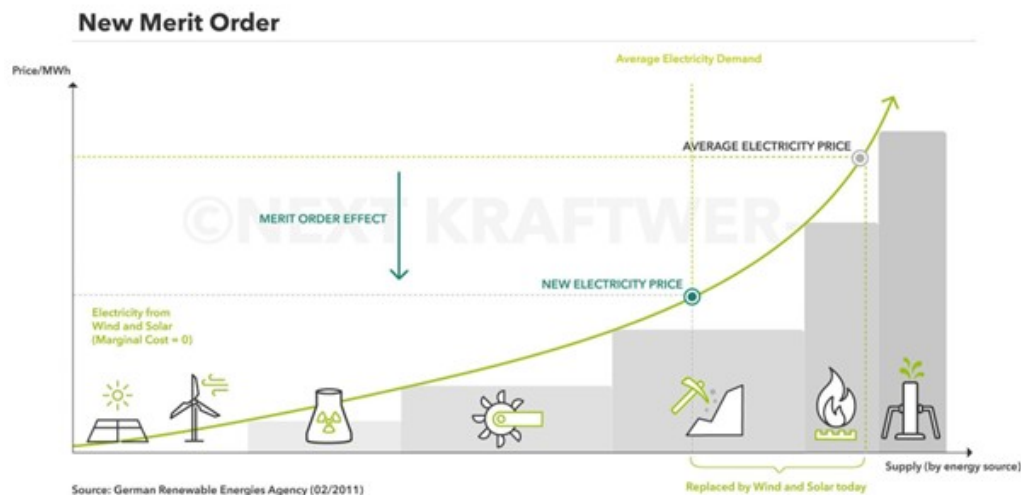 New Merit Order
Average Electricity Demand
Price/MWh
AVERAGE ELECTRICITY PRICE
©NEXT KRAFTWER
MERIT ORDER EFFECT
NEW ELECTRICITY PRICE
Electricity from
Wind and Solar
(Marginal Cost = 0)
Supply (by energy source)
Source: German Renewable Energies Agency (02/2011)
Replaced by Wind and Solar today